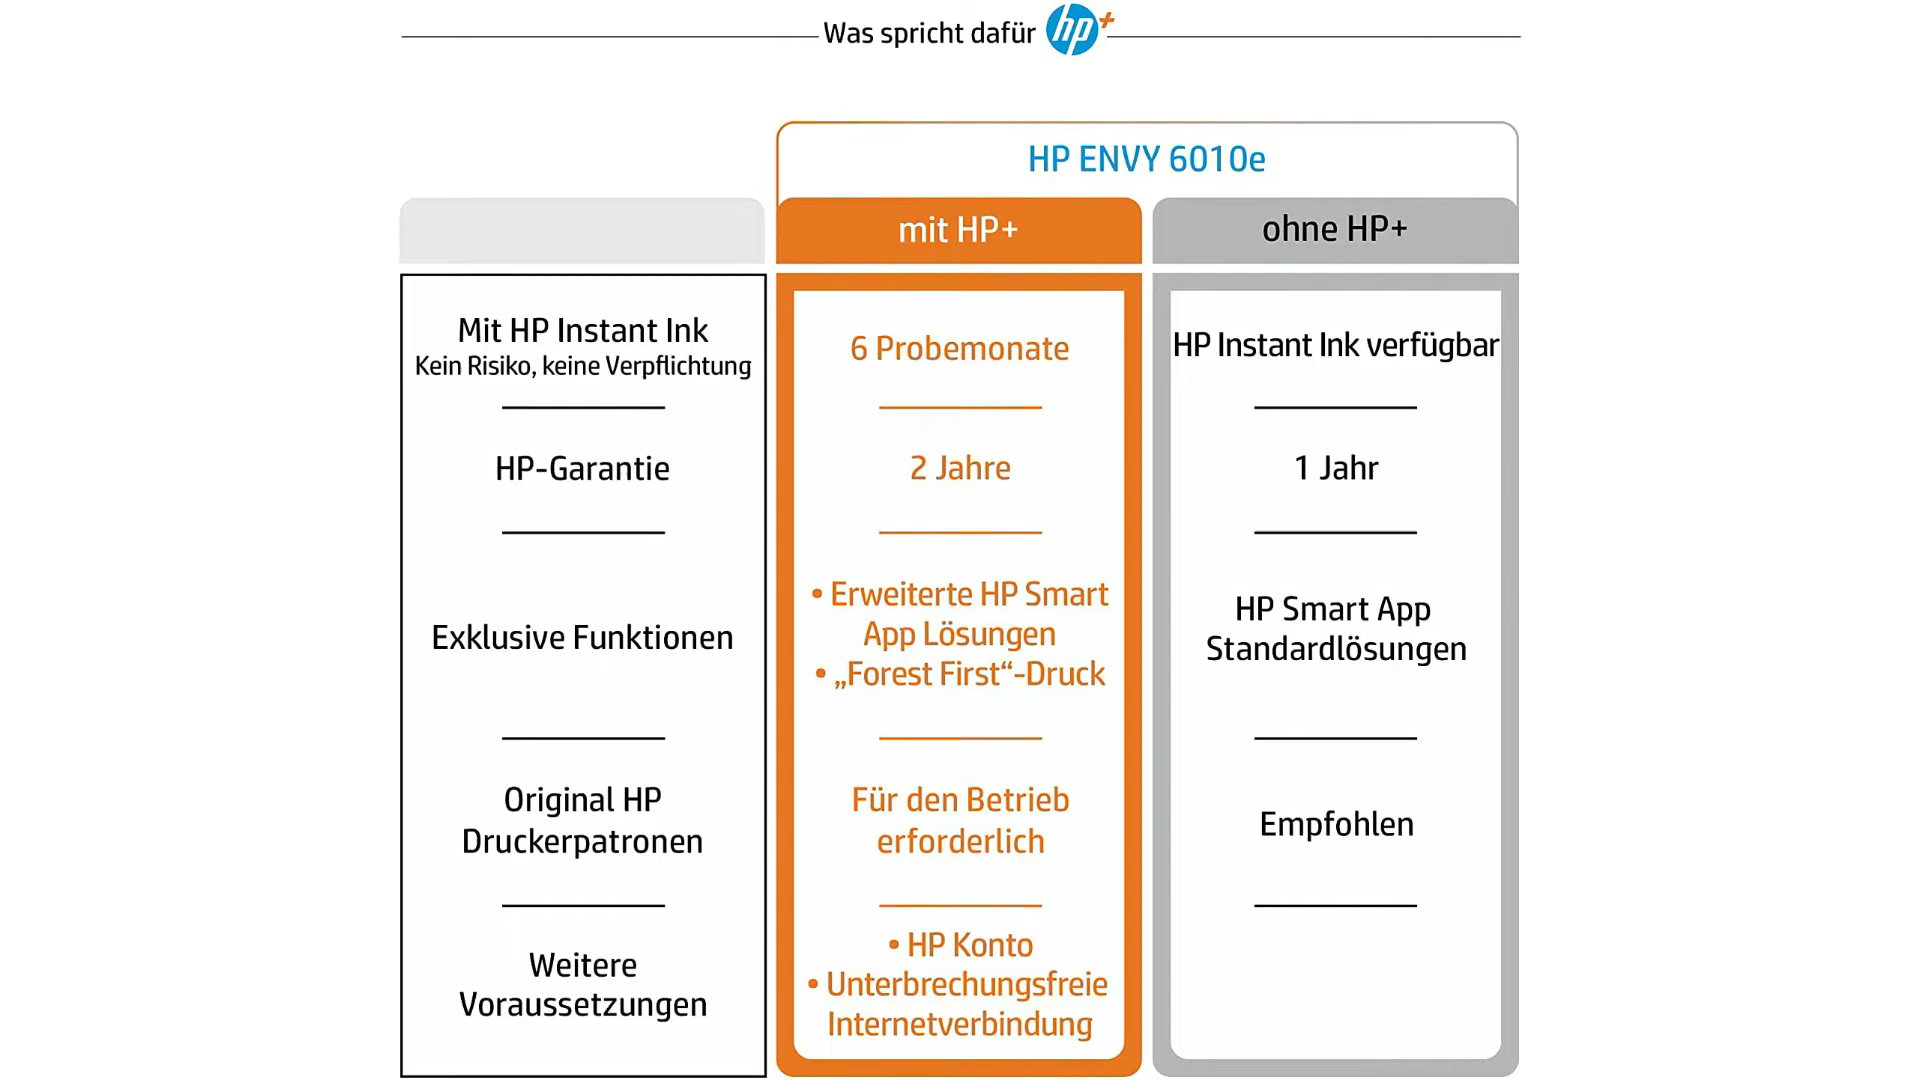 Was spricht dafür hp+
HP ENVY 6010e
mit HP+
ohne HP+
Mit HP Instant Ink
Kein Risiko, keine Verpflichtung
6 Probemonate
HP Instant Ink verfügbar
HP-Garantie
2 Jahre
1 Jahr
Exklusive Funktionen
• Erweiterte HP Smart
App Lösungen
• „Forest First“-Druck
HP Smart App
Standardlösungen
Original HP
Druckerpatronen
Für den Betrieb
erforderlich
Empfohlen
Weitere
Voraussetzungen
• HP Konto
• Unterbrechungsfreie
Internetverbindung